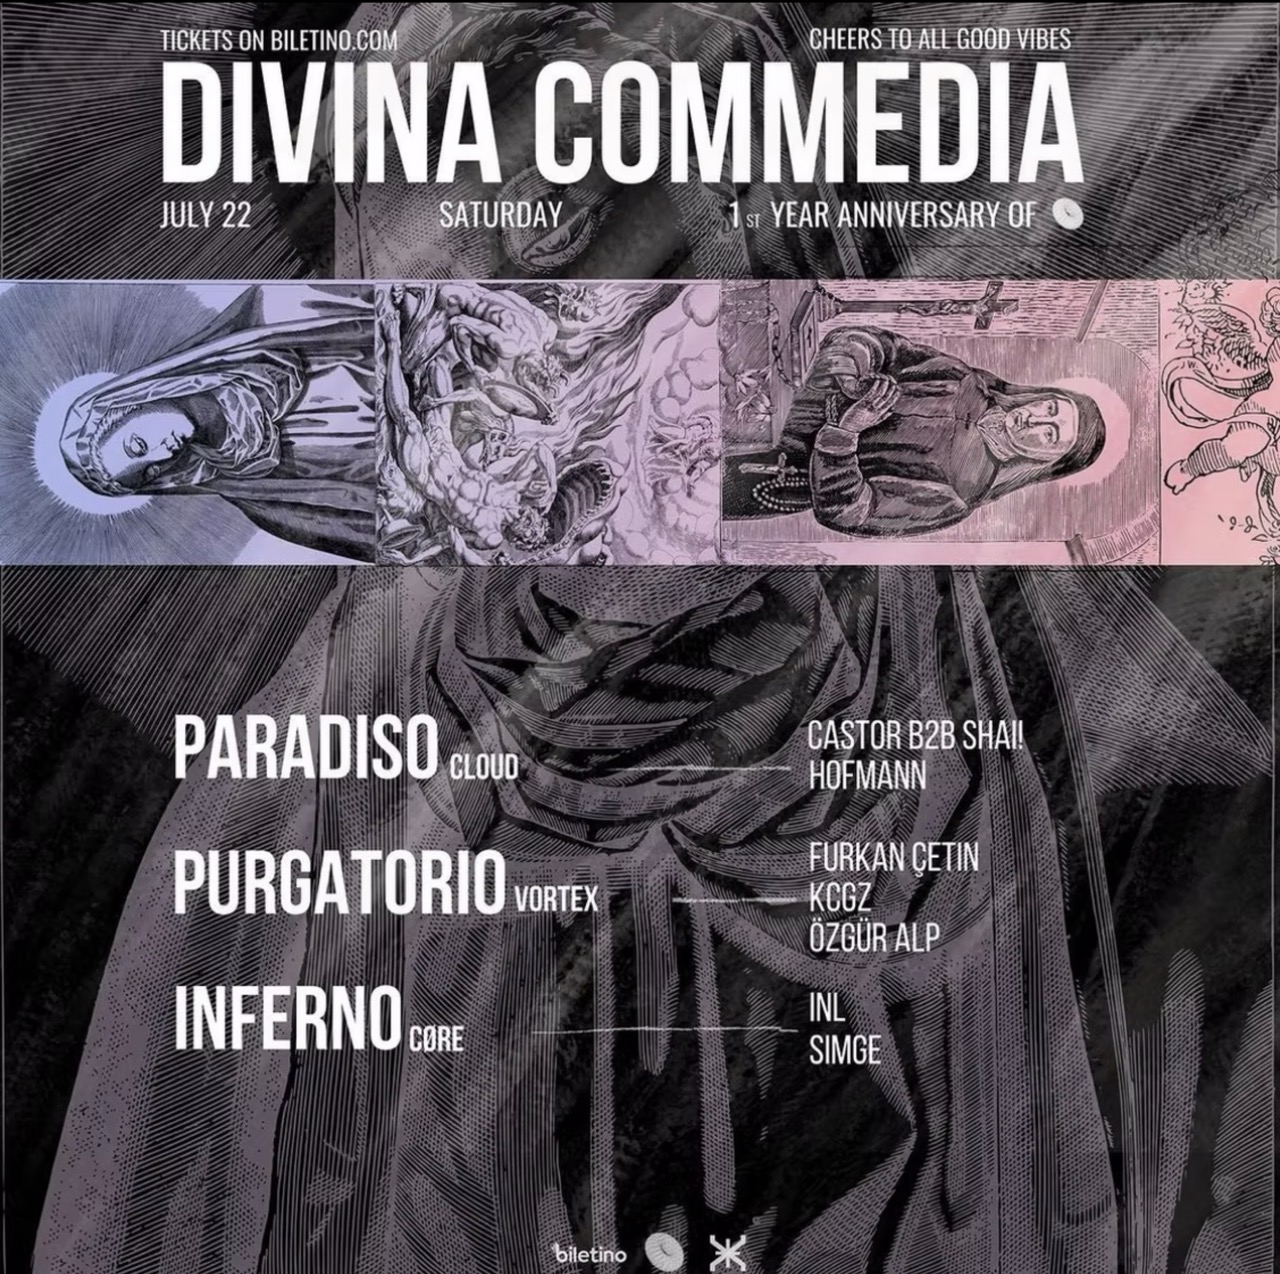 TICKETS ON BILETINO.COM
CHEERS TO ALL GOOD VIBES
DIVINA COMMEDIA
JULY 22 SATURDAY 1 ST YEAR ANNIVERSARY OF
PARADISO CLOUD
CASTOR B2B SHAI!
HOFMANN
PURGATORIO VORTEX
FURKAN ÇETIN
KCGZ
ÖZGÜR ALP
INFERNO CØRE
INL
SIMGE
biletino